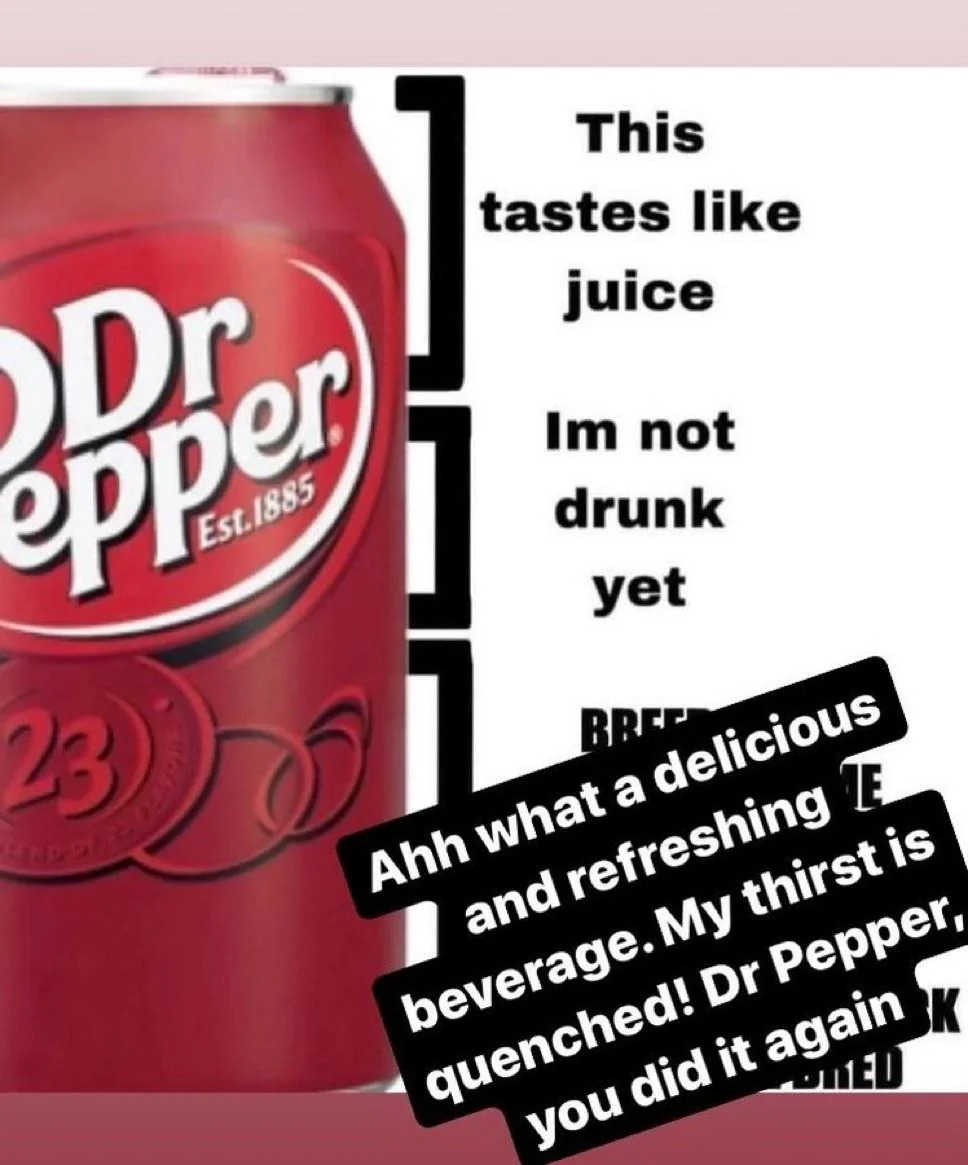 This
tastes like
juice
Dr
epper
Est.1885
Im not
drunk
yet
23
Ahh what a delicious
and refreshing
beverage. My thirst is
quenched! Dr Pepper,
you did it again